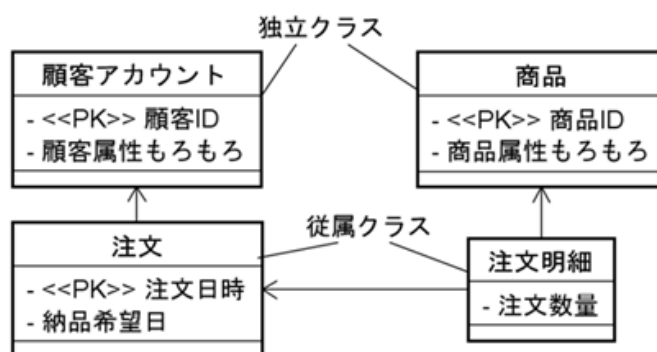 独立クラス
顧客アカウント
- <<PK>> 顧客ID
- 顧客属性もろもろ
商品
- <<PK>> 商品ID
- 商品属性もろもろ
従属クラス
注文
- <<PK>> 注文日時
- 納品希望日
注文明細
- 注文数量